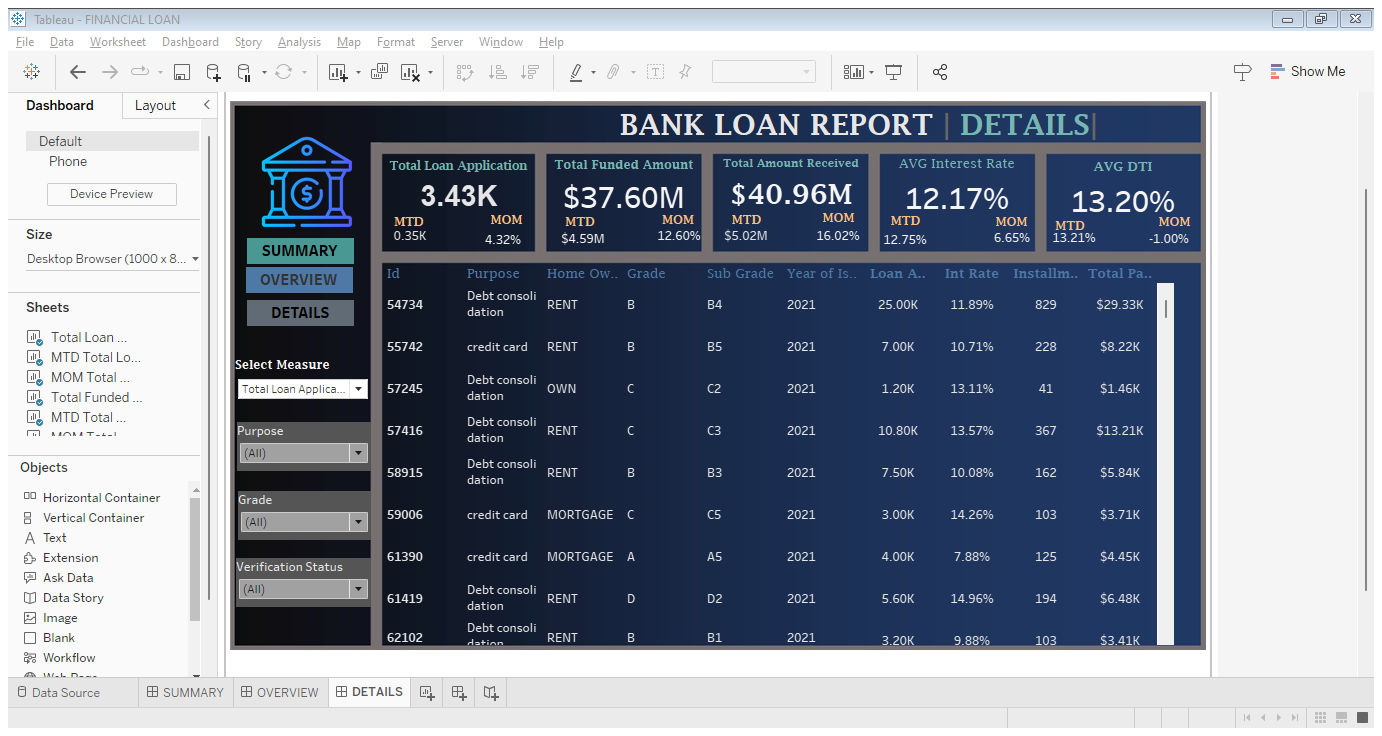 Tableau - FINANCIAL LOAN
File Data Worksheet Dashboard Story Analysis Map Format Server Window Help
Show Me
Dashboard Layout
Default
Phone
Device Preview
Size
Desktop Browser (1000 x 8...
Sheets
Total Loan ...
MTD Total Lo...
MOM Total ...
Total Funded ...
MTD Total ...
MOM Total
Objects
Horizontal Container
Vertical Container
A Text
Extension
Ask Data
Data Story
Image
Blank
Workflow
Web Page
BANK LOAN REPORT | DETAILS|
SUMMARY
OVERVIEW
DETAILS
Select Measure
Total Loan Applica...
Purpose
(All)
Grade
(All)
Verification Status
(All)
Total Loan Application
3.43K
MTD MOM
0.35K 4.32%
Total Funded Amount
$37.60M
MTD MOM
$4.59M 12.60%
Total Amount Received
$40.96M
MTD MOM
$5.02M 16.02%
AVG Interest Rate
12.17%
MTD MOM
12.75% 6.65%
AVG DTI
13.20%
MTD MOM
13.21% -1.00%
Id Purpose Home Ow.. Grade Sub Grade Year of Is.. Loan A.. Int Rate Installm.. Total Pa..
54734 Debt consoli dation RENT B B4 2021 25.00K 11.89% 829 $29.33K
55742 credit card RENT B B5 2021 7.00K 10.71% 228 $8.22K
57245 Debt consoli dation OWN C C2 2021 1.20K 13.11% 41 $1.46K
57416 Debt consoli dation RENT C C3 2021 10.80K 13.57% 367 $13.21K
58915 Debt consoli dation RENT B B3 2021 7.50K 10.08% 162 $5.84K
59006 credit card MORTGAGE C C5 2021 3.00K 14.26% 103 $3.71K
61390 credit card MORTGAGE A A5 2021 4.00K 7.88% 125 $4.45K
61419 Debt consoli dation RENT D D2 2021 5.60K 14.96% 194 $6.48K
62102 Debt consoli dation RENT B B1 2021 3.20K 9.88% 103 $3.41K
Data Source SUMMARY OVERVIEW DETAILS